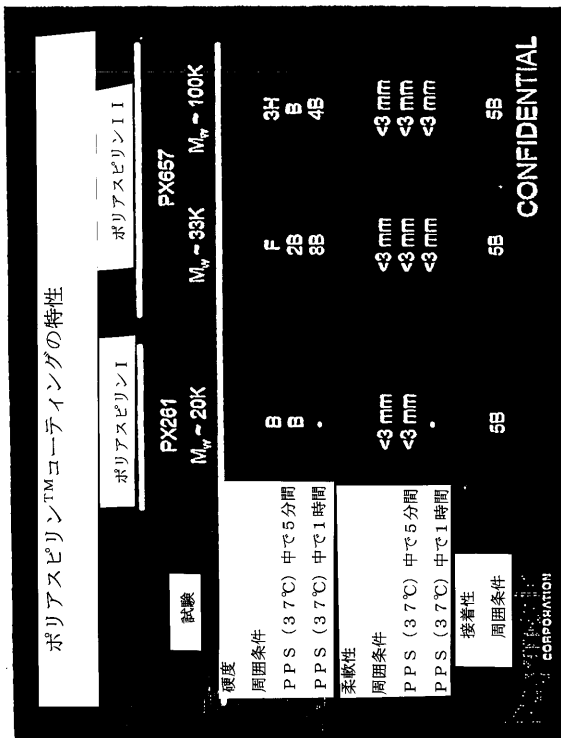 ポリアスピリン™コーティングの特性
ポリアスピリンⅠ ポリアスピリンⅠⅠ
試験 PX261 PX657
Mw ~ 20K Mw ~ 33K Mw ~ 100K
硬度
周囲条件 B F 3H
PPS (37℃) 中で5分間 B 2B B
PPS (37℃) 中で1時間 • 8B 4B
柔軟性
周囲条件 <3 mm <3 mm <3 mm
PPS (37℃) 中で5分間 <3 mm <3 mm <3 mm
PPS (37℃) 中で1時間 • <3 mm <3 mm
接着性
周囲条件 5B 5B 5B
CORPORATION
CONFIDENTIAL